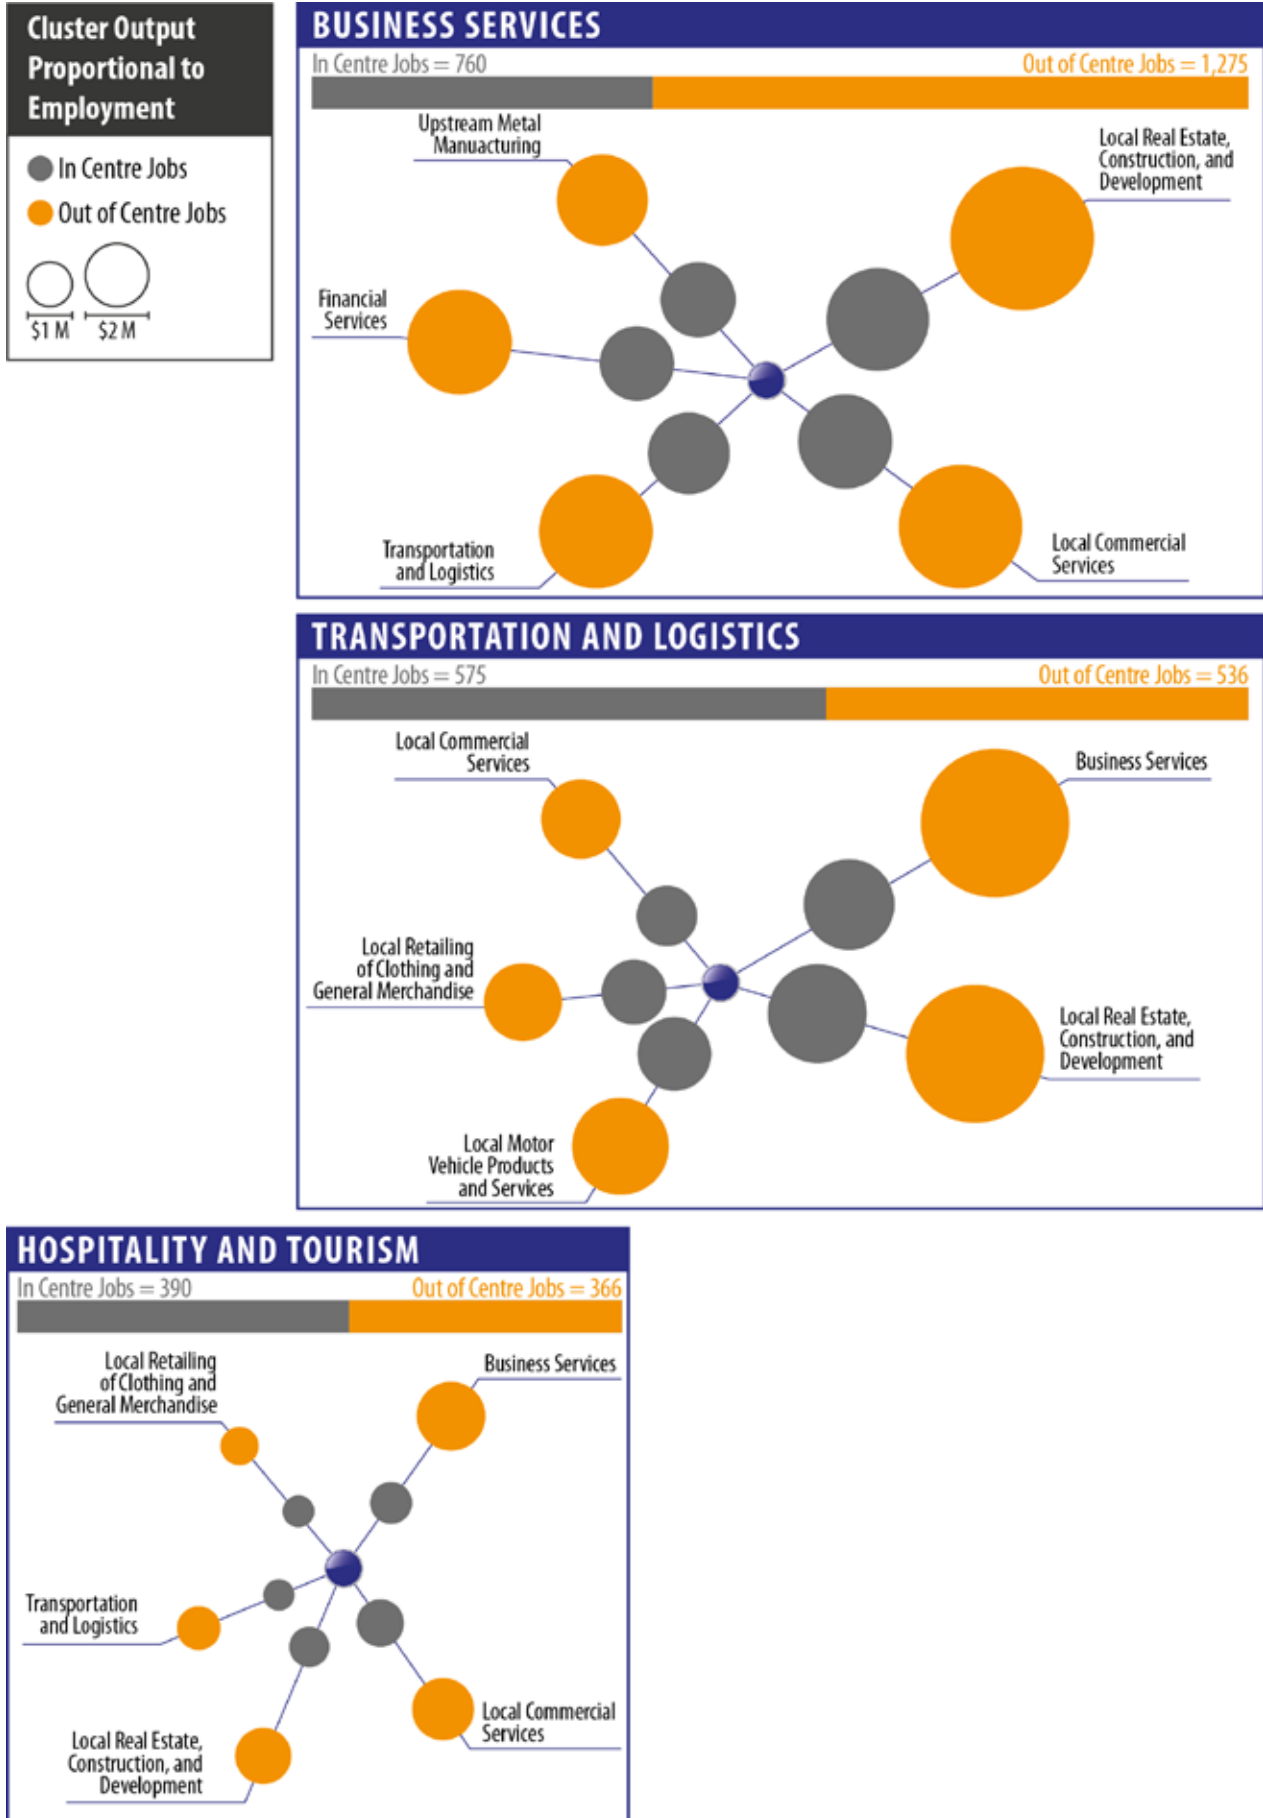 Cluster Output
Proportional to
Employment
In Centre Jobs
Out of Centre Jobs
$1 M $2 M
BUSINESS SERVICES
In Centre Jobs = 760
Out of Centre Jobs = 1,275
Upstream Metal
Manuacturing
Local Real Estate,
Construction, and
Development
Financial
Services
Transportation
and Logistics
Local Commercial
Services
TRANSPORTATION AND LOGISTICS
In Centre Jobs = 575
Out of Centre Jobs = 536
Local Commercial
Services
Business Services
Local Retailing
of Clothing and
General Merchandise
Local Real Estate,
Construction, and
Development
Local Motor
Vehicle Products
and Services
HOSPITALITY AND TOURISM
In Centre Jobs = 390
Out of Centre Jobs = 366
Local Retailing
of Clothing and
General Merchandise
Business Services
Transportation
and Logistics
Local Commercial
Services
Local Real Estate,
Construction, and
Development